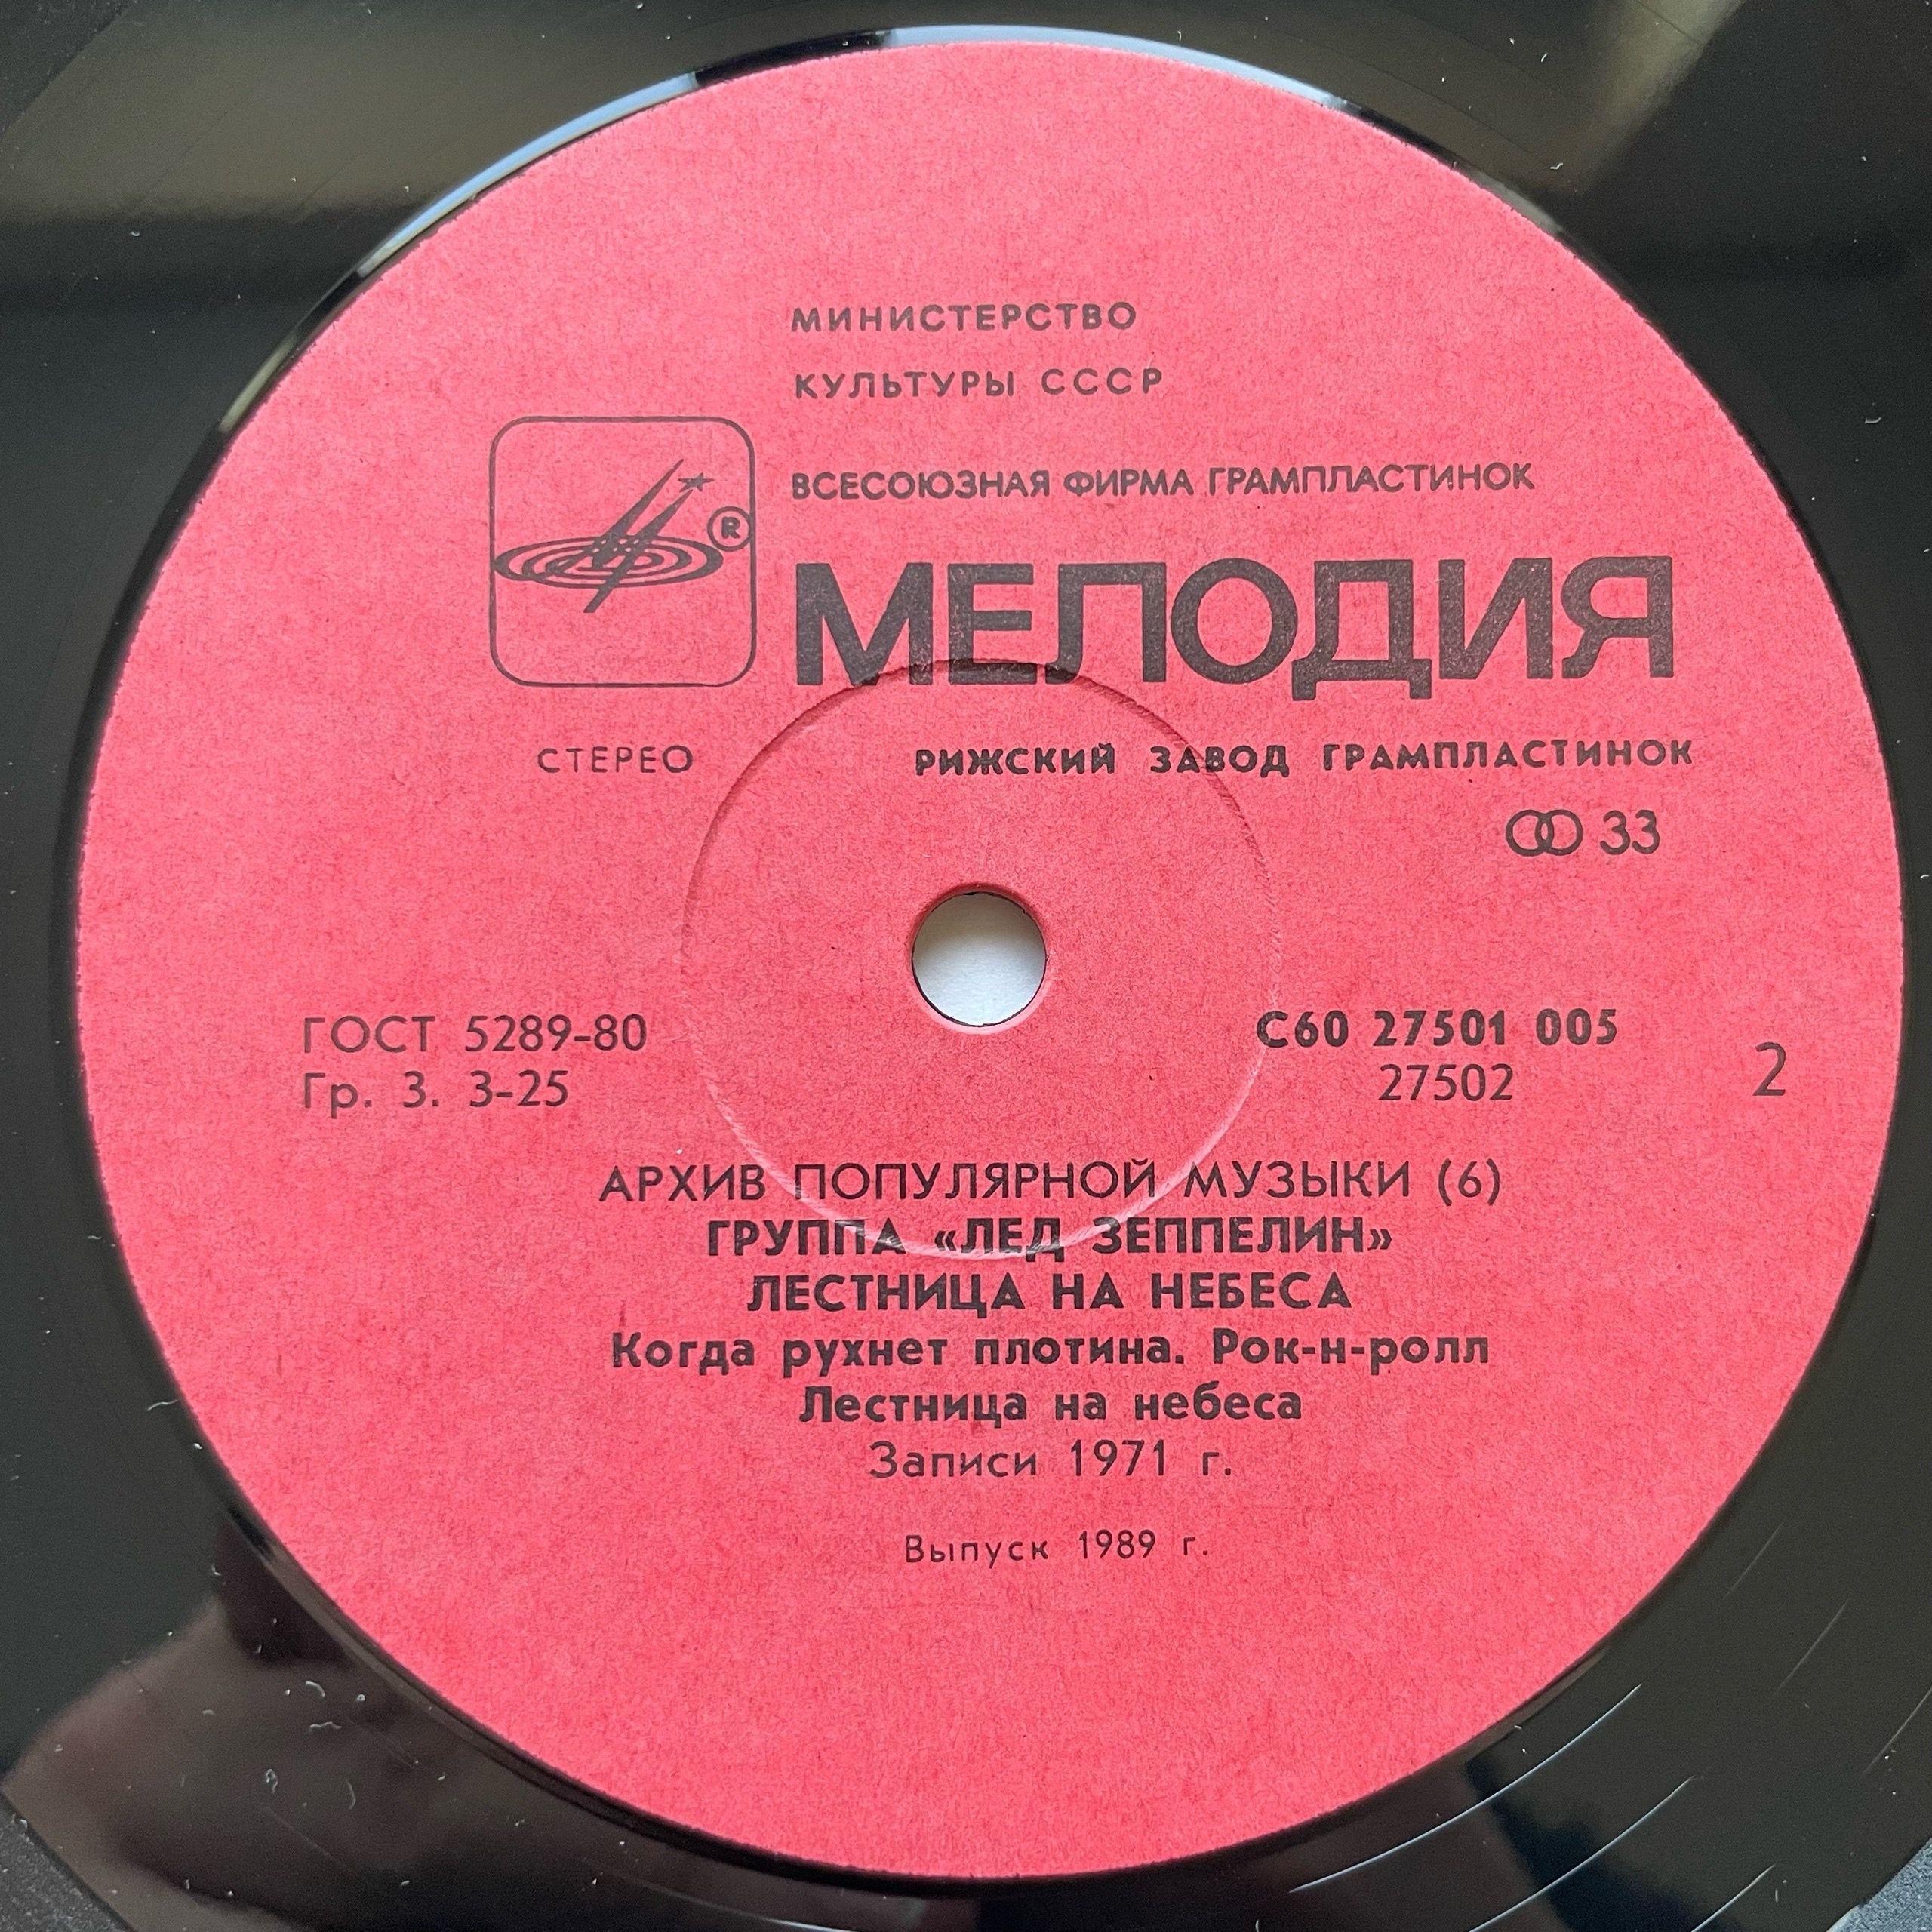 МИНИСТЕРСТВО
КУЛЬТУРЫ СССР
ВСЕСОЮЗНАЯ ФИРМА ГРАМПЛАСТИНОК
®
МЕЛОДИЯ
СТЕРЕО
РИЖСКИЙ ЗАВОД ГРАМПЛАСТИНОК
33
ГОСТ 5289-80
Гр. 3. 3-25
С60 27501 005
27502
2
АРХИВ ПОПУЛЯРНОЙ МУЗЫКИ (6)
ГРУППА «ЛЕД ЗЕППЕЛИН»
ЛЕСТНИЦА НА НЕБЕСА
Когда рухнет плотина. Рок-н-ролл
Лестница на небеса
Записи 1971 г.
Выпуск 1989 г.